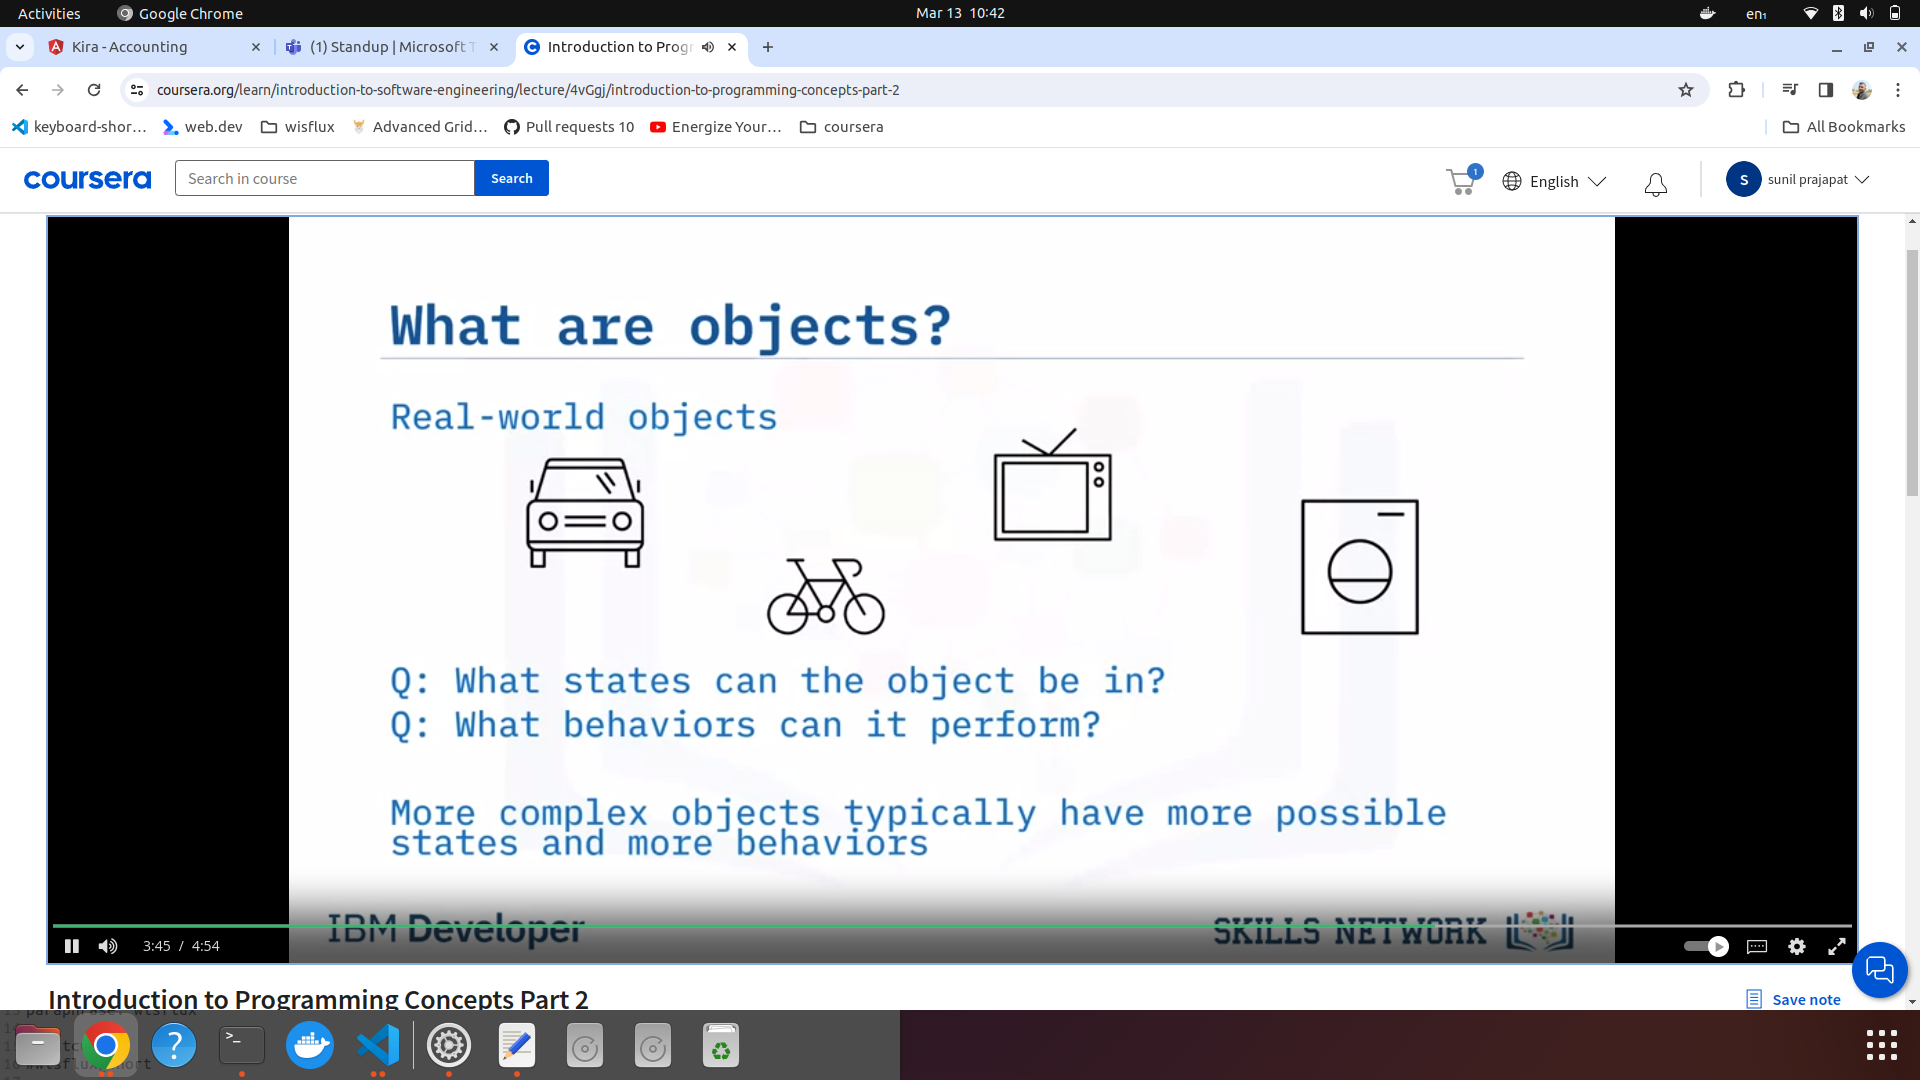 Activities
Google Chrome
Mar 13 10:42
en₁
Kira - Accounting
(1) Standup | Microsoft T
Introduction to Progr
coursera.org/learn/introduction-to-software-engineering/lecture/4vGgj/introduction-to-programming-concepts-part-2
keyboard-shor...
web.dev
wisflux
Advanced Grid...
Pull requests 10
Energize Your...
coursera
All Bookmarks
coursera
Search in course
Search
1
English
S
sunil prajapat
What are objects?
Real-world objects
Q: What states can the object be in?
Q: What behaviors can it perform?
More complex objects typically have more possible
states and more behaviors
IBM Developer
SKILLS NETWORK
3:45 / 4:54
Introduction to Programming Concepts Part 2
Save note